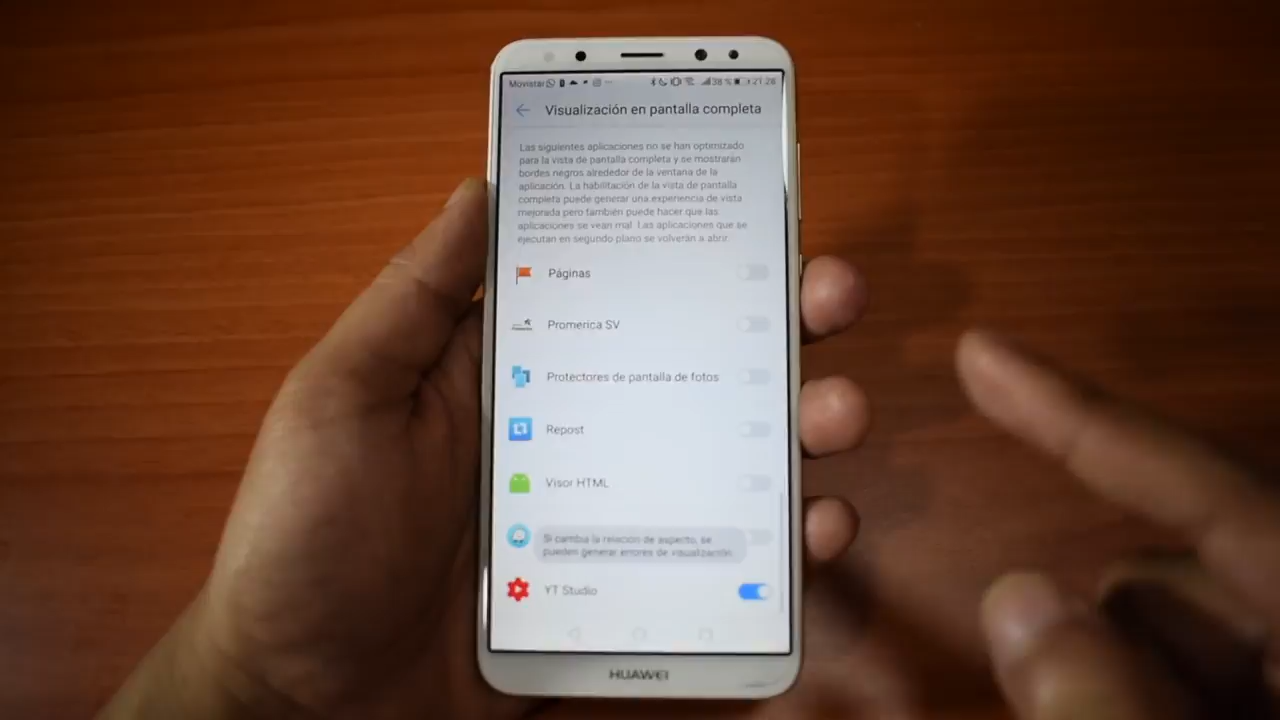 Movistar 38 % 21:28
Visualización en pantalla completa
Las siguientes aplicaciones no se han optimizado
para la vista de pantalla completa y se mostrarán
bordes negros alrededor de la ventana de la
aplicación. La habilitación de la vista de pantalla
completa puede generar una experiencia de vista
mejorada pero también puede hacer que las
aplicaciones se vean mal. Las aplicaciones que se
ejecutan en segundo plano se volverán a abrir.
Páginas
Promerica SV
Protectores de pantalla de fotos
Repost
Visor HTML
Si cambia la relación de aspecto, se
pueden generar errores de visualización.
YT Studio
HUAWEI